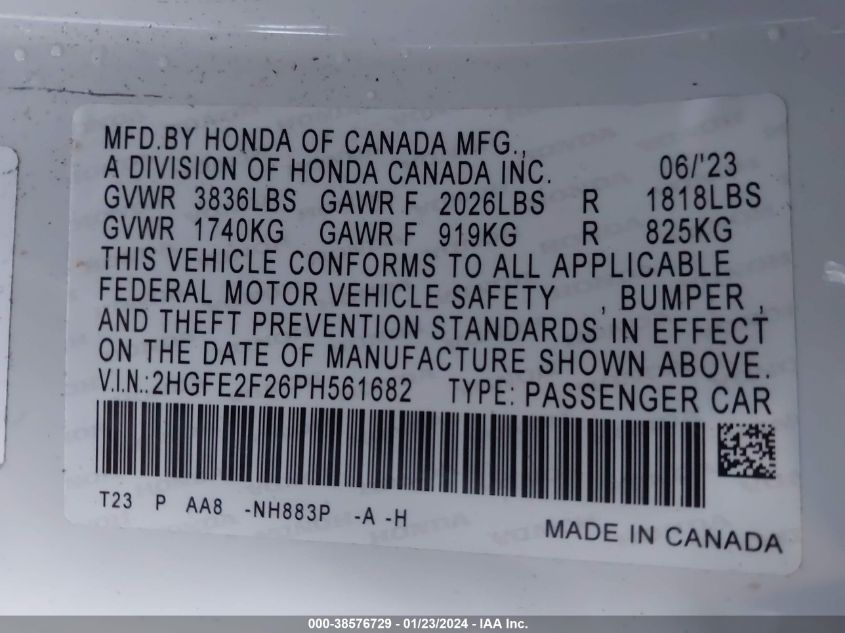 MFD.BY HONDA OF CANADA MFG.,
A DIVISION OF HONDA CANADA INC. 06/'23
GVWR 3836LBS GAWR F 2026LBS R 1818LBS
GVWR 1740KG GAWR F 919KG R 825KG
THIS VEHICLE CONFORMS TO ALL APPLICABLE
FEDERAL MOTOR VEHICLE SAFETY , BUMPER ,
AND THEFT PREVENTION STANDARDS IN EFFECT
ON THE DATE OF MANUFACTURE SHOWN ABOVE.
V.I.N.:2HGFE2F26PH561682 TYPE: PASSENGER CAR
T23 P AA8 -NH883P -A -H
MADE IN CANADA
000-38576729 - 01/23/2024 - IAA Inc.